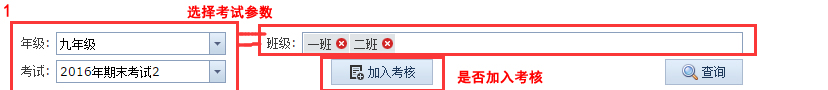 1 选择考试参数
年级: 九年级 班级: 一班 二班
考试: 2016年期末考试2 加入考核 是否加入考核 查询